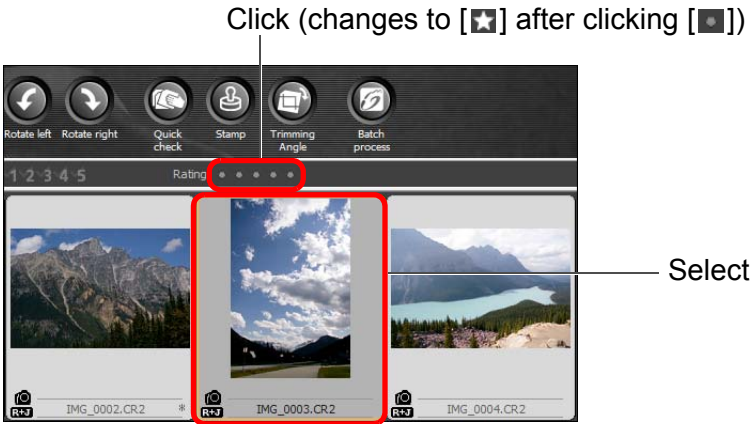 Click (changes to [★] after clicking [•])
Rotate left Rotate right Quick check Stamp Trimming Angle Batch process
1 2 3 4 5 Rating
Select
R+J IMG_0002.CR2 * R+J IMG_0003.CR2 R+J IMG_0004.CR2